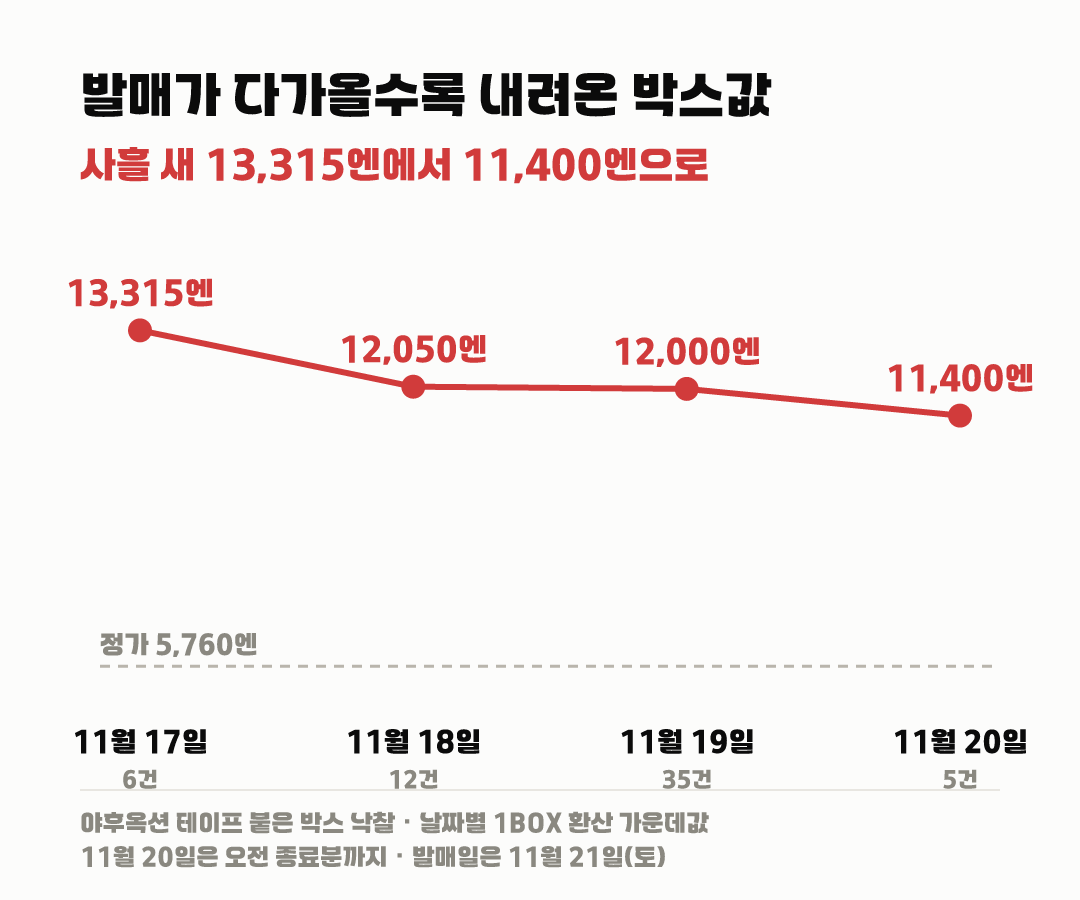 발매가 다가올수록 내려온 박스값
사흘 새 13,315엔에서 11,400엔으로
13,315엔
12,050엔
12,000엔
11,400엔
정가 5,760엔
11월 17일
11월 18일
11월 19일
11월 20일
6건
12건
35건
5건
야후옥션 테이프 붙은 박스 낙찰 · 날짜별 1BOX 환산 가운데값
11월 20일은 오전 종료분까지 · 발매일은 11월 21일(토)